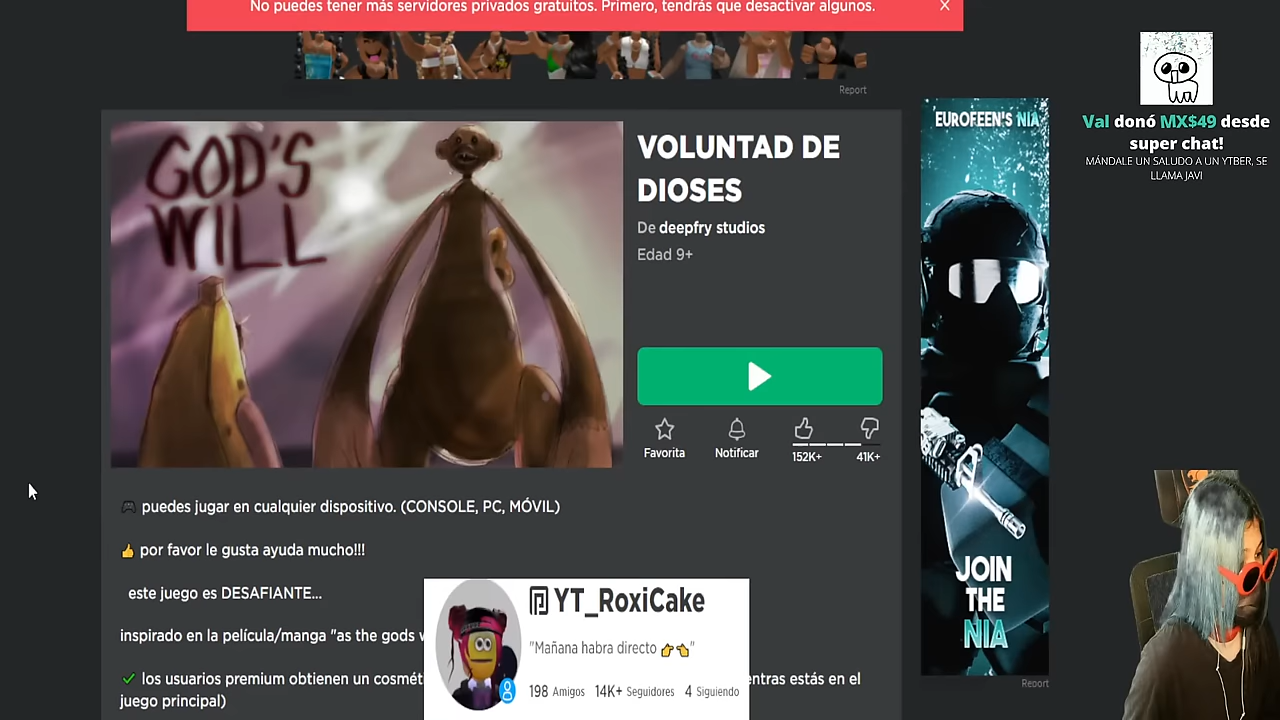 No puedes tener más servidores privados gratuitos. Primero, tendrás que desactivar algunos.
Report
GOD'S
WILL
VOLUNTAD DE
DIOSES
De deepfry studios
Edad 9+
Favorita
Notificar
152K+
41K+
puedes jugar en cualquier dispositivo. (CONSOLE, PC, MÓVIL)
por favor le gusta ayuda mucho!!!
este juego es DESAFIANTE...
inspirado en la película/manga "as the gods
los usuarios premium obtienen un
estás en el
juego principal)
YT_RoxiCake
"Mañana habra directo 👉👈"
198 Amigos 14K+ Seguidores 4 Siguiendo
EUROFEEN'S NIA
JOIN
THE
NIA
Report
Val donó MX$49 desde
super chat!
MÁNDALE UN SALUDO A UN YTBER, SE
LLAMA JAVI